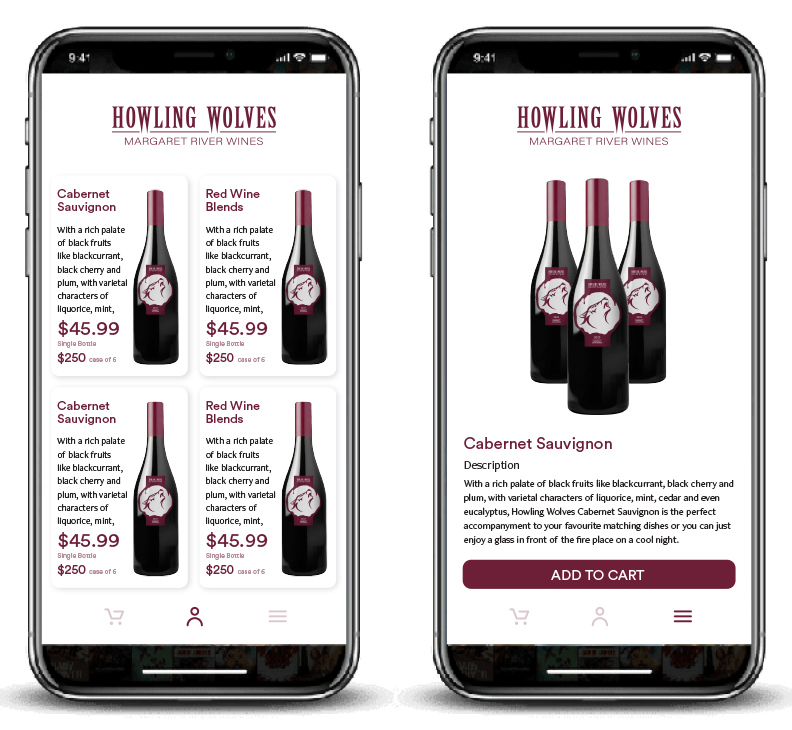 9:41
HOWLING WOLVES
MARGARET RIVER WINES
Cabernet
Sauvignon
With a rich palate
of black fruits
like blackcurrant,
black cherry and
plum, with varietal
characters of
liquorice, mint,
$45.99
Single Bottle
$250 case of 6
Red Wine
Blends
With a rich palate
of black fruits
like blackcurrant,
black cherry and
plum, with varietal
characters of
liquorice, mint,
$45.99
Single Bottle
$250 case of 6
Cabernet
Sauvignon
With a rich palate
of black fruits
like blackcurrant,
black cherry and
plum, with varietal
characters of
liquorice, mint,
$45.99
Single Bottle
$250 case of 6
Red Wine
Blends
With a rich palate
of black fruits
like blackcurrant,
black cherry and
plum, with varietal
characters of
liquorice, mint,
$45.99
Single Bottle
$250 case of 6
9:41
HOWLING WOLVES
MARGARET RIVER WINES
Cabernet Sauvignon
Description
With a rich palate of black fruits like blackcurrant, black cherry and
plum, with varietal characters of liquorice, mint, cedar and even
eucalyptus, Howling Wolves Cabernet Sauvignon is the perfect
accompanyment to your favourite matching dishes or you can just
enjoy a glass in front of the fire place on a cool night.
ADD TO CART